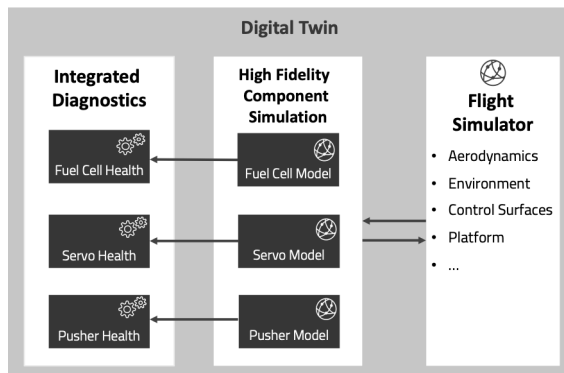 Digital Twin
Integrated
Diagnostics
Fuel Cell Health
Servo Health
Pusher Health
High Fidelity
Component
Simulation
Fuel Cell Model
Servo Model
Pusher Model
Flight
Simulator
• Aerodynamics
• Environment
• Control Surfaces
• Platform
• ...